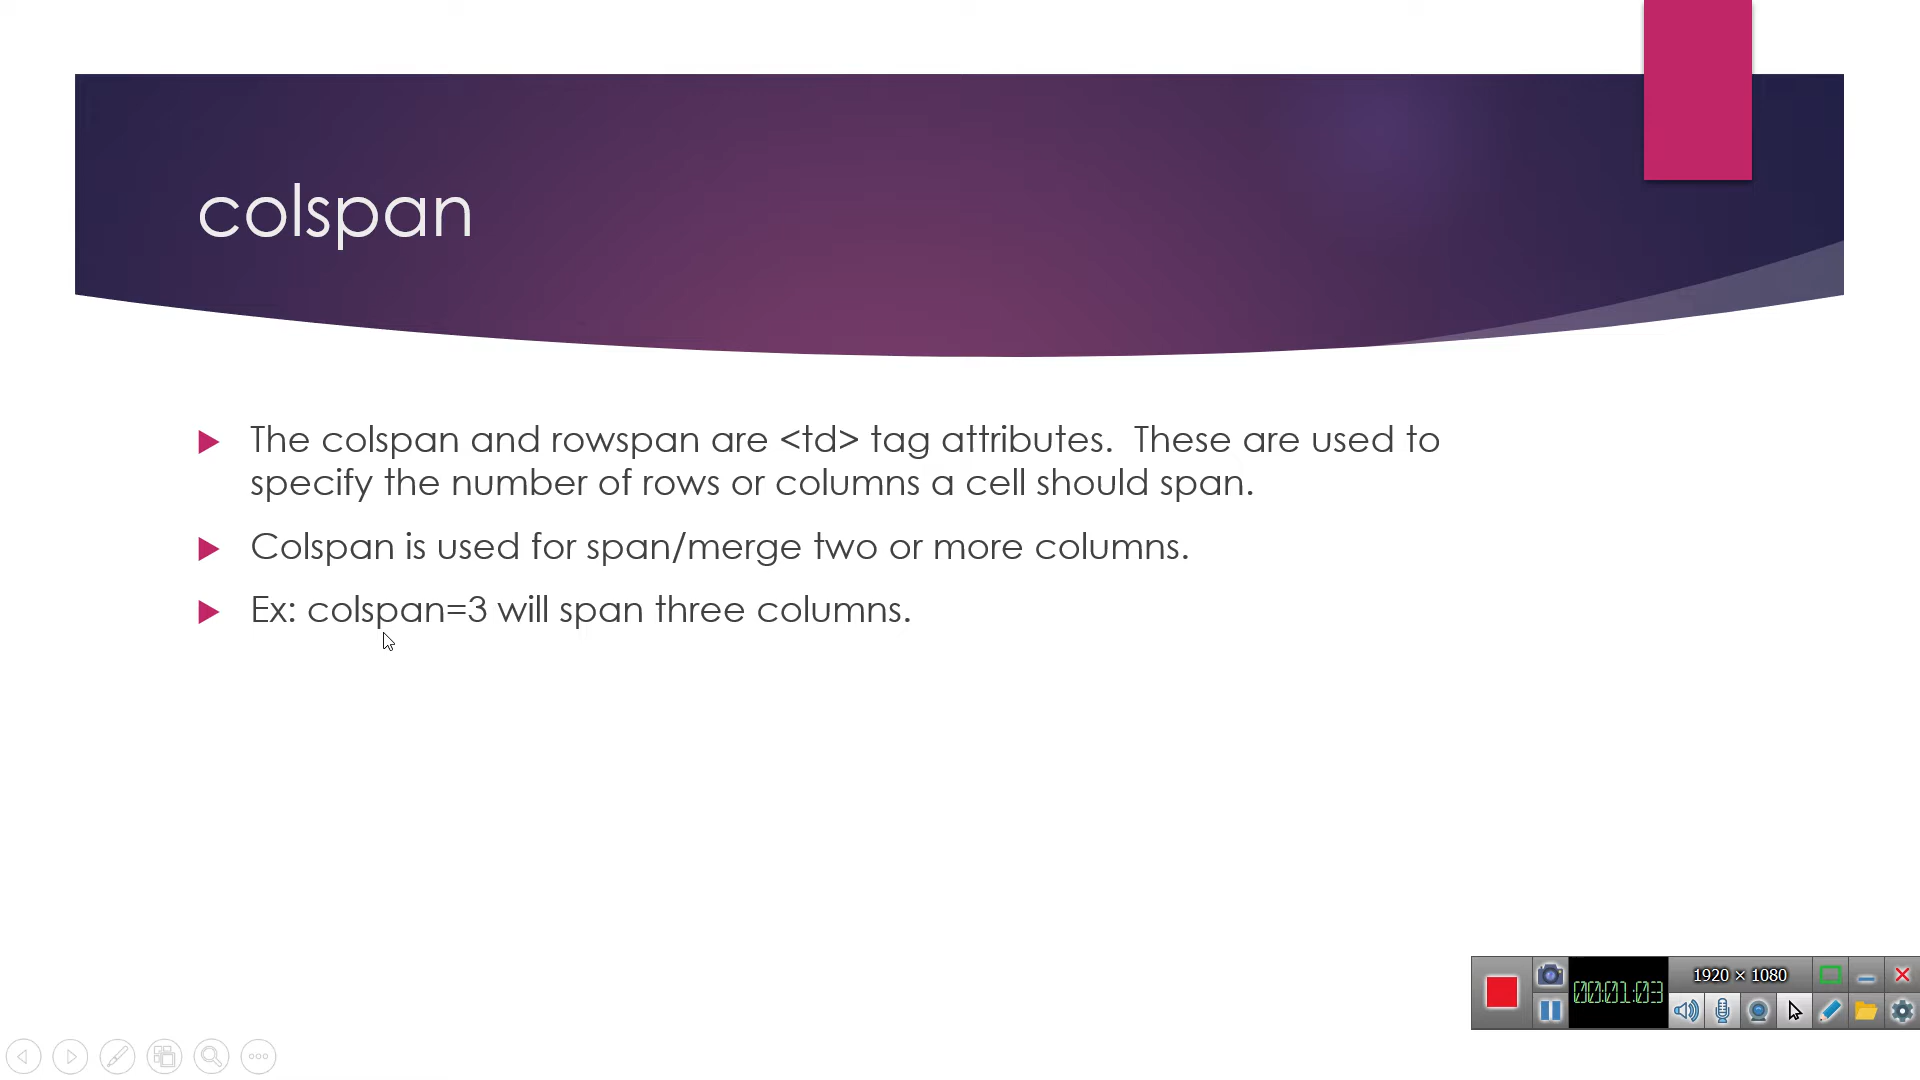 colspan
The colspan and rowspan are <td> tag attributes.  These are used to
specify the number of rows or columns a cell should span.
Colspan is used for span/merge two or more columns.
Ex: colspan=3 will span three columns.
1920 × 1080
00:01:03